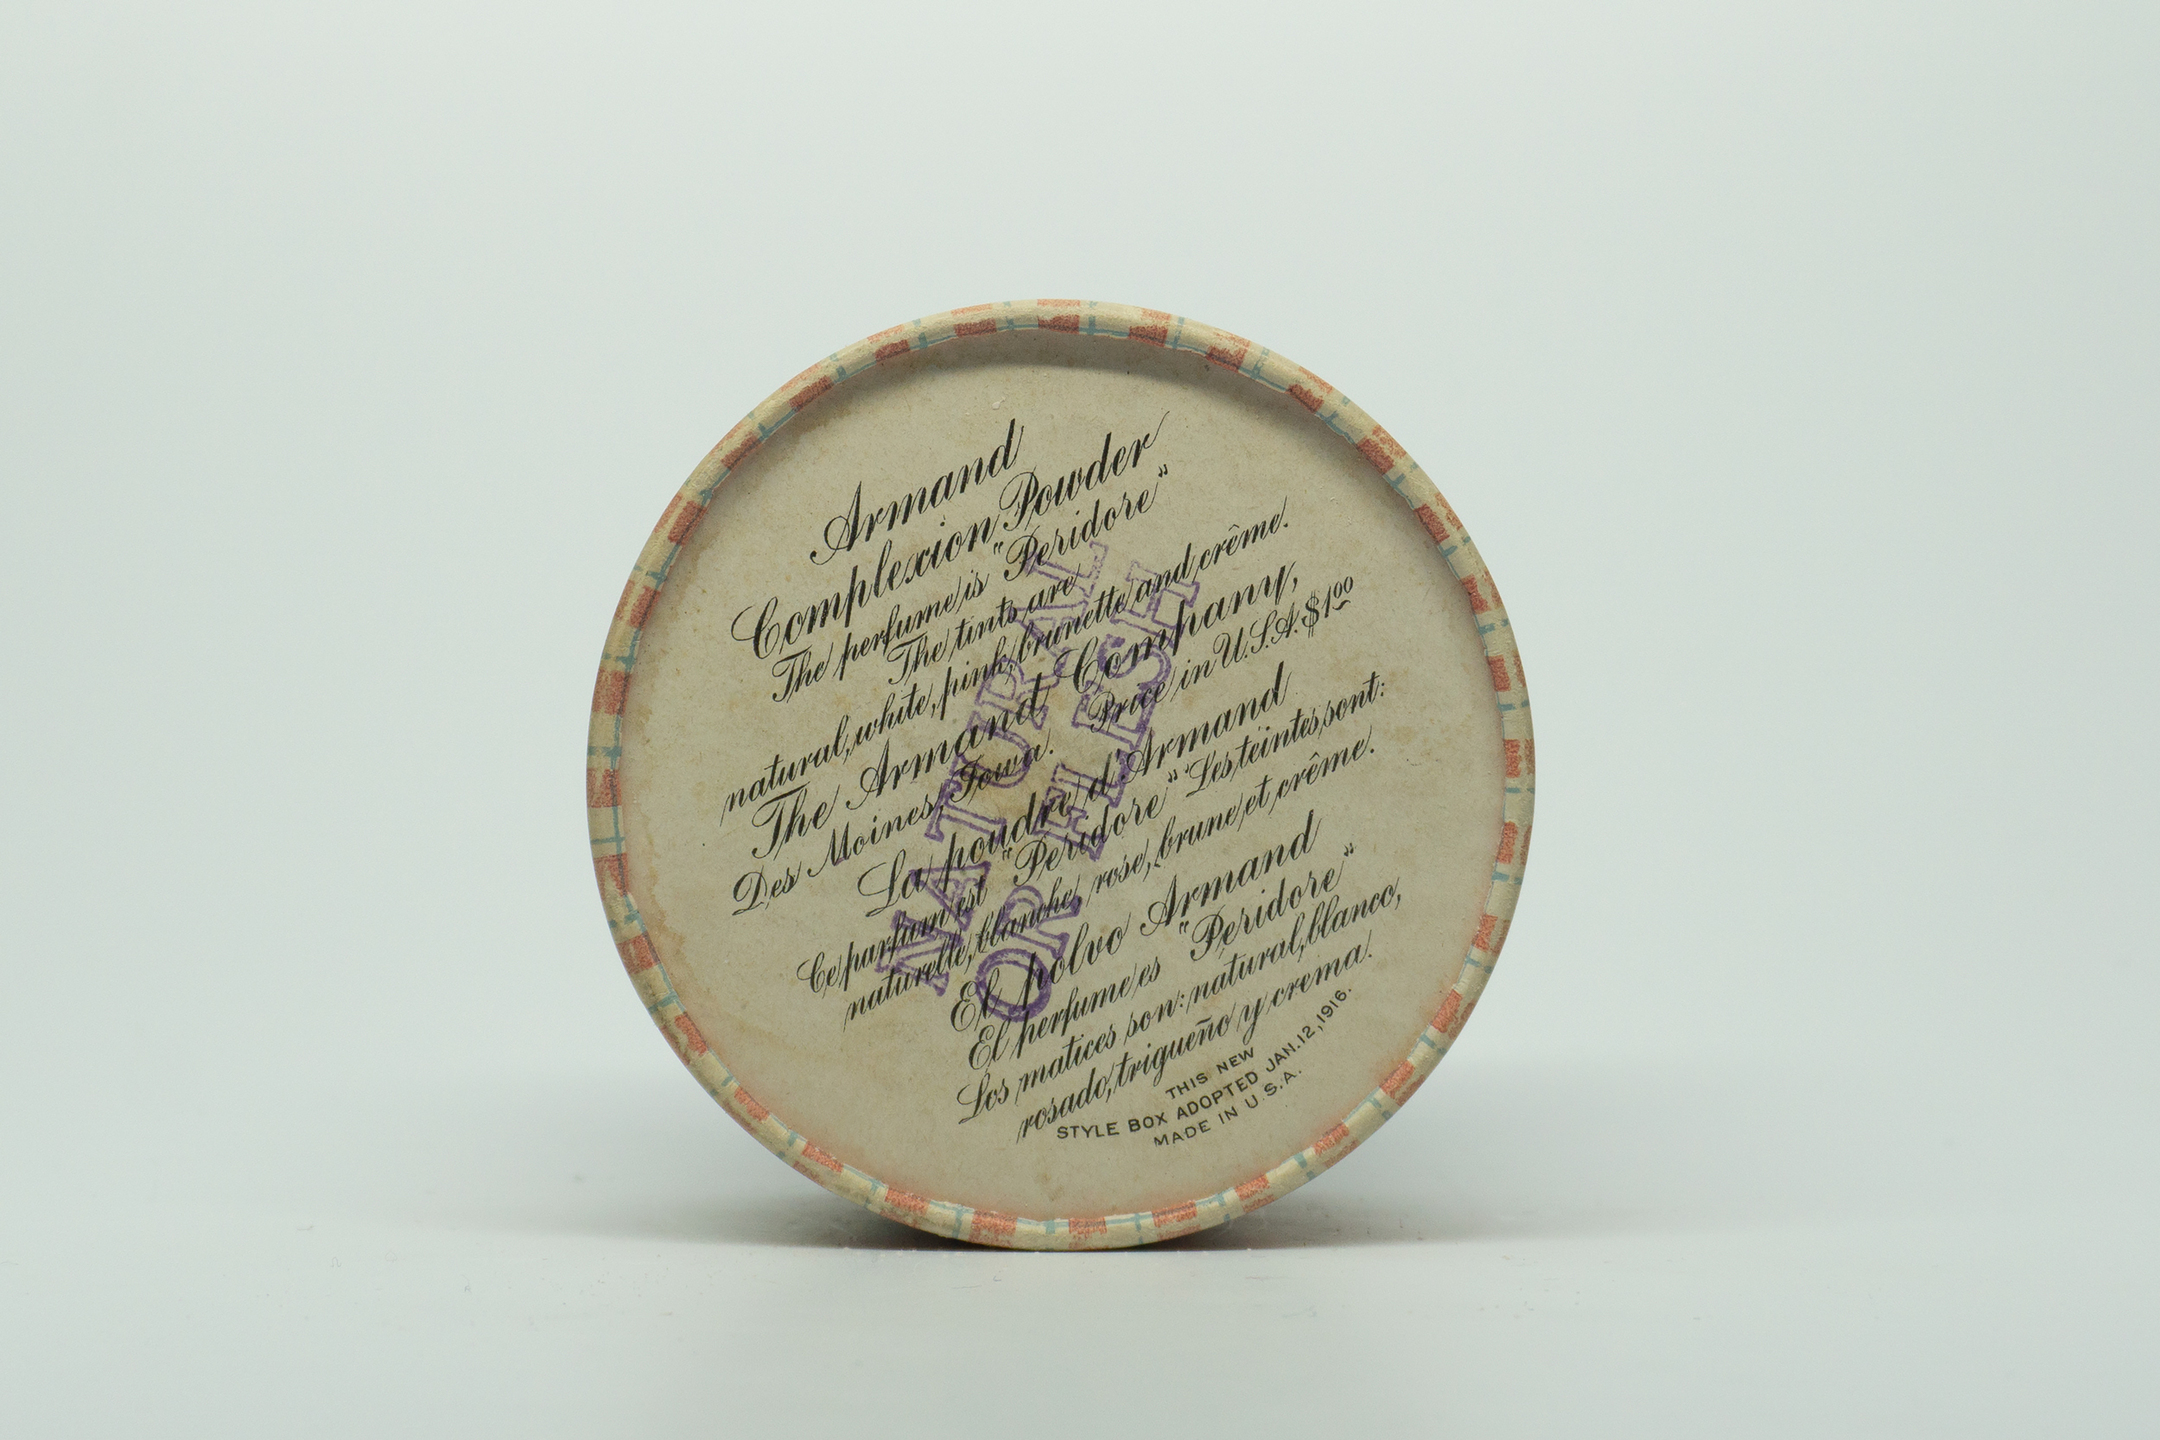 Armand
Complexion Powder
The perfume is "Peridore"
The tints are
natural, white, pink, brunette and crême.
The Armand Company,
Des Moines, Iowa. Price in U.S.A. $1.00
La poudre d'Armand
Ce parfum est "Peridore" Les teintes sont:
naturelle, blanche, rose, brune et crême.
El polvo Armand
El perfume es "Peridore"
Los matices son: natural, blanco,
rosado, trigueño y crema.
THIS NEW
STYLE BOX ADOPTED JAN. 12, 1916.
MADE IN U.S.A.
NATURAL
OR FLESH